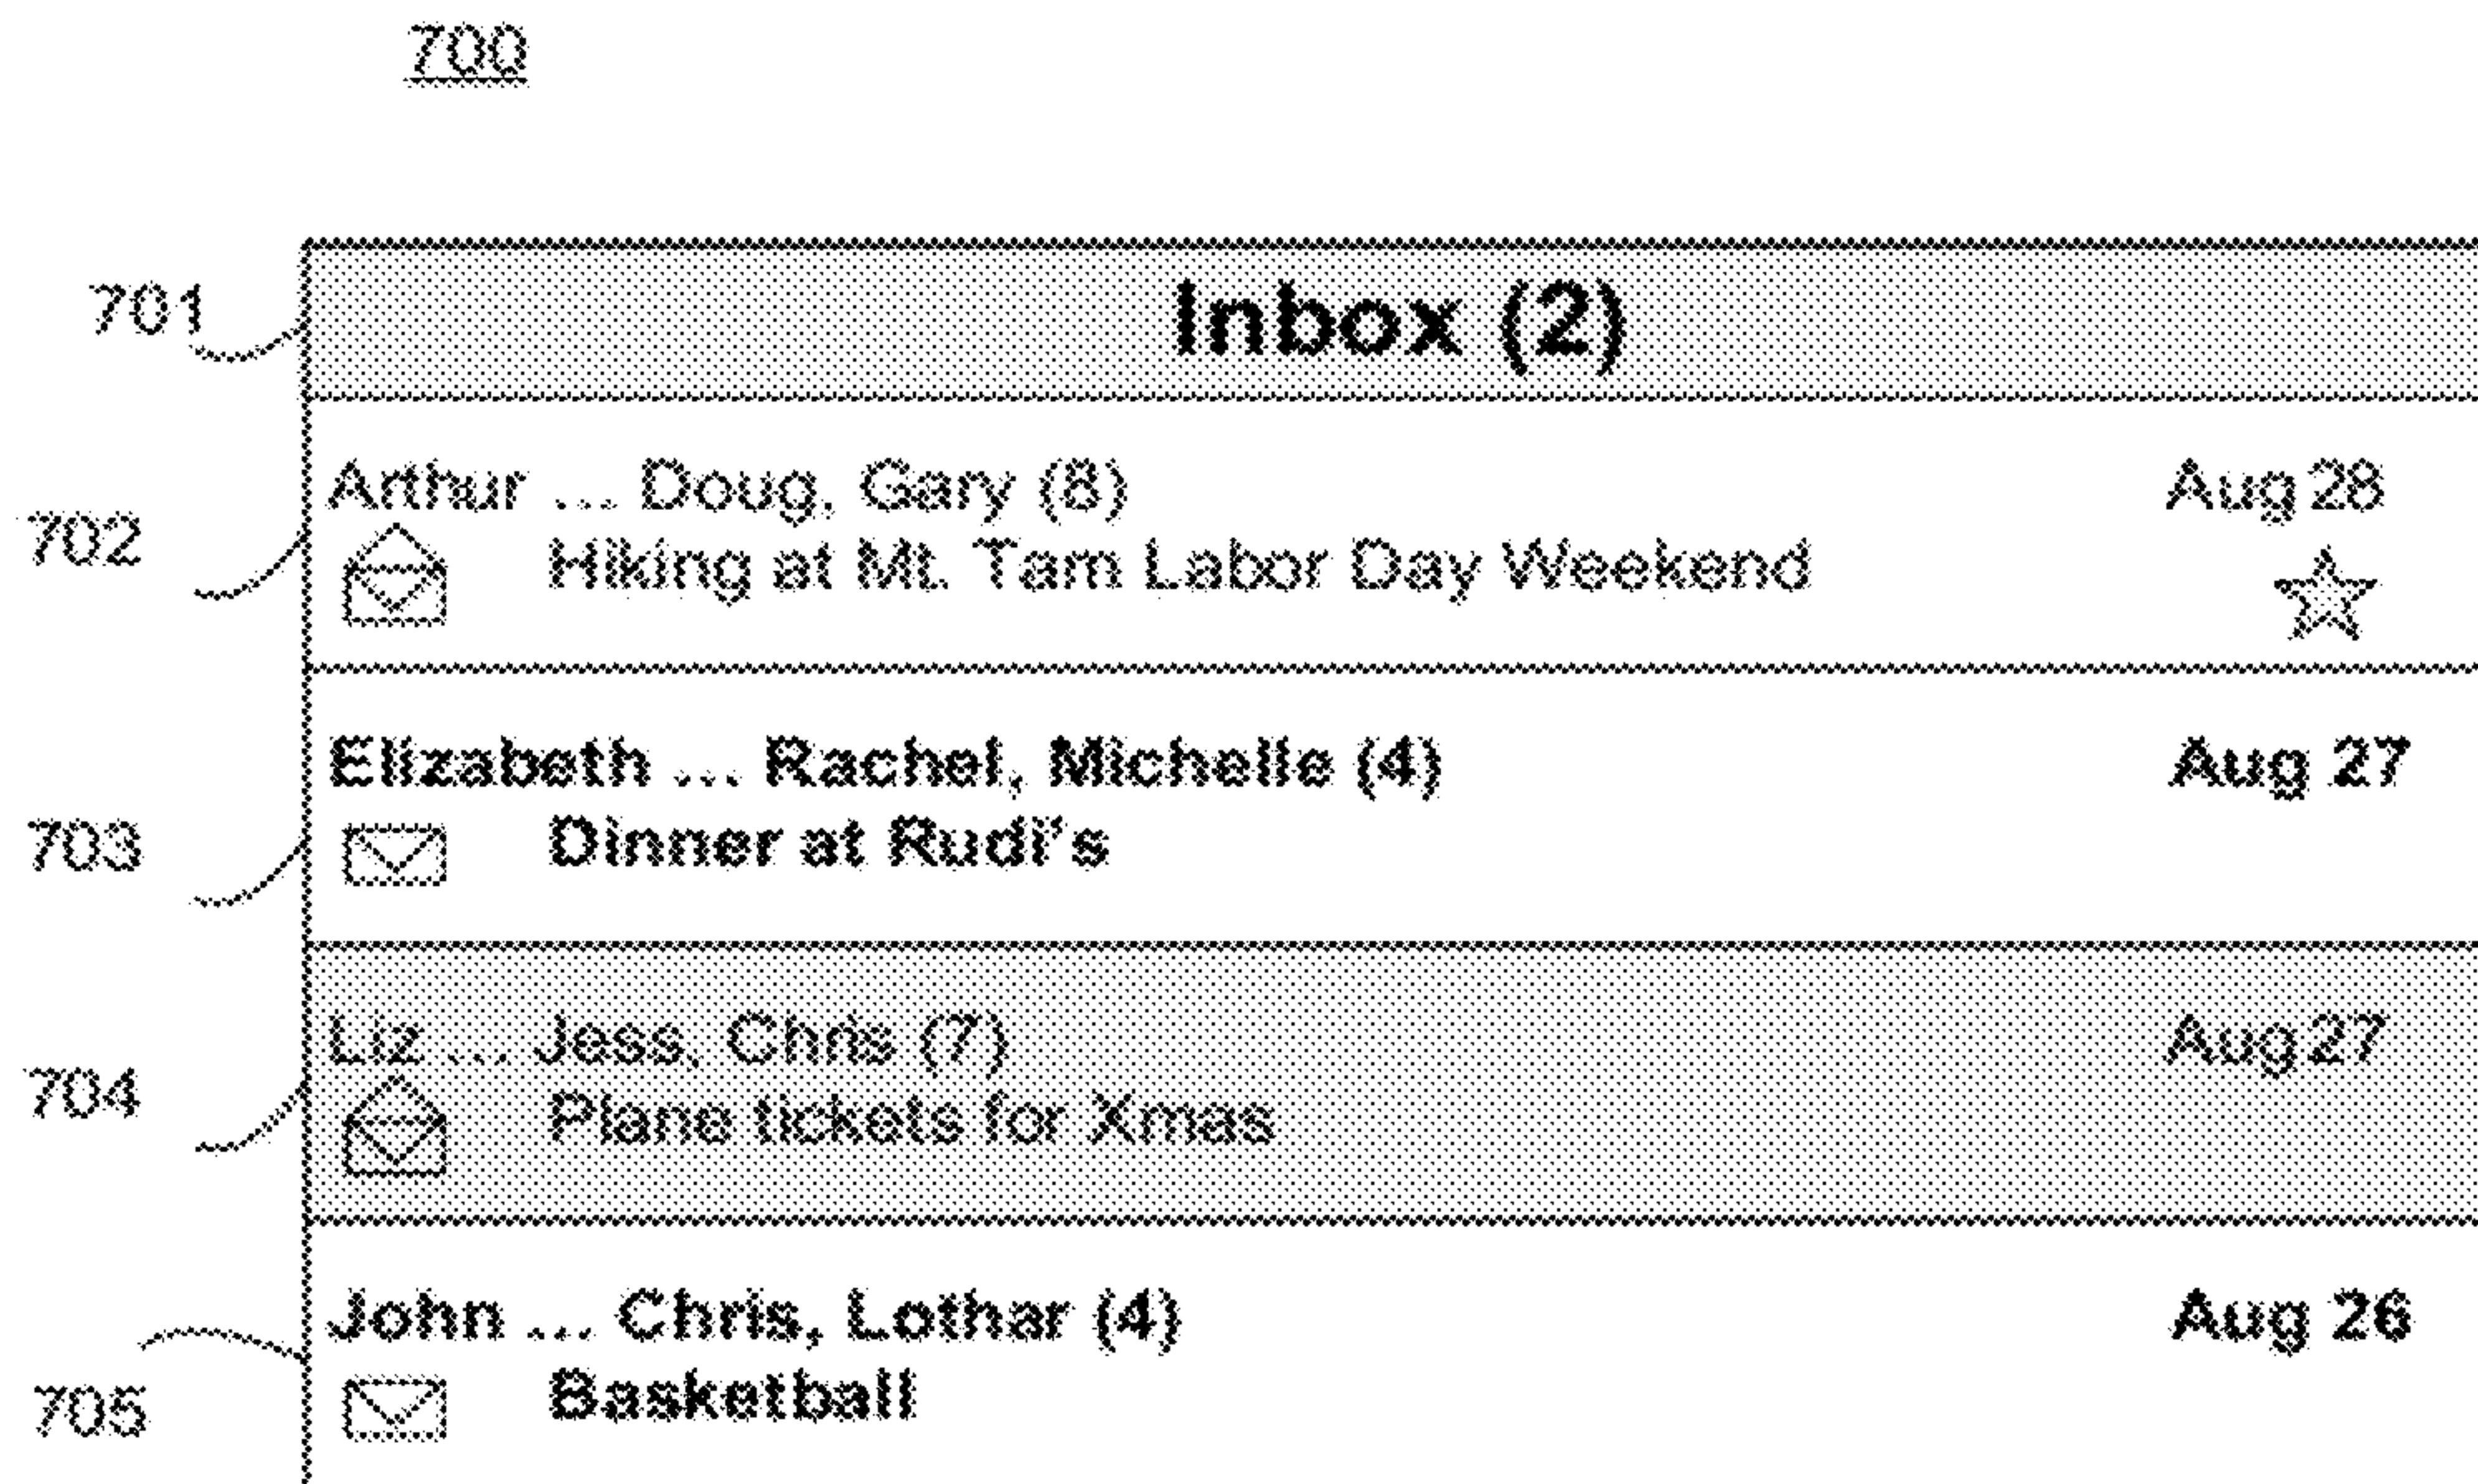 700
701
Inbox (2)
Arthur ... Doug, Gary (8) Aug 28
702
Hiking at Mt. Tam Labor Day Weekend
Elizabeth ... Rachel, Michelle (4) Aug 27
703
Dinner at Rudi's
Liz ... Jess, Chris (7) Aug 27
704
Plane tickets for Xmas
John ... Chris, Lothar (4) Aug 26
705
Basketball